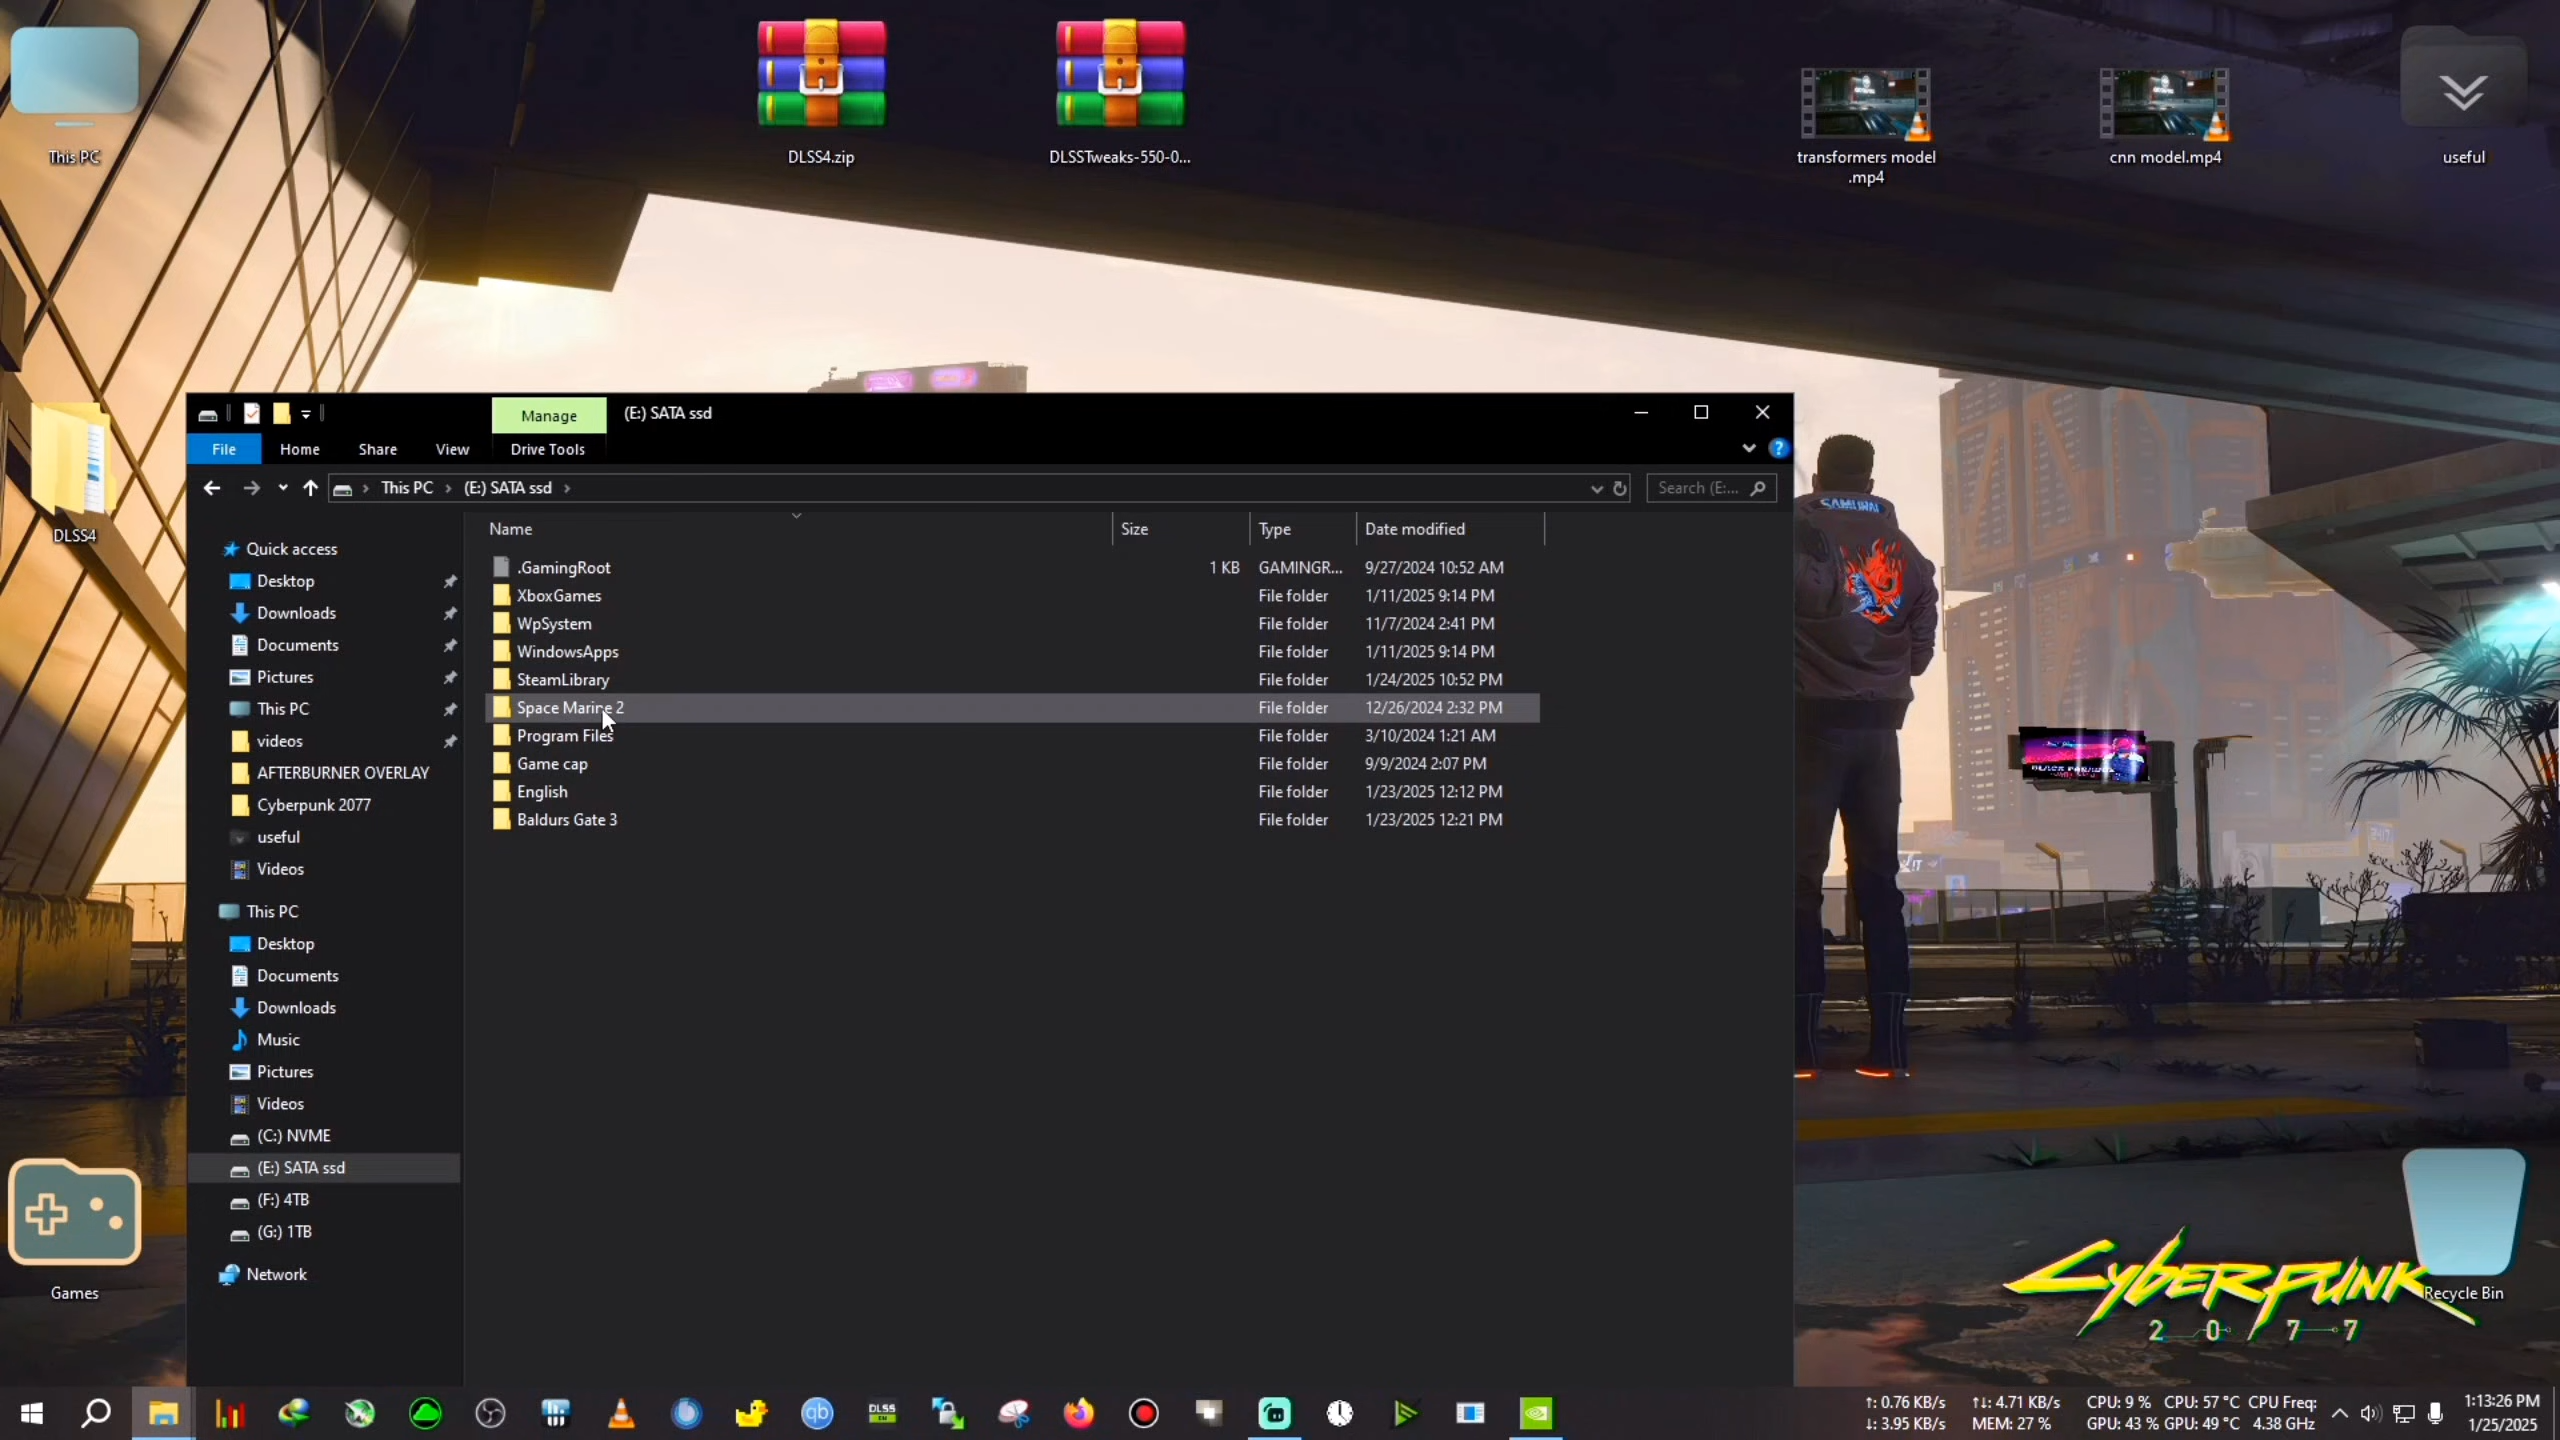 This PC
DLSS4.zip
DLSSTweaks-550-0...
transformers model
.mp4
cnn model.mp4
useful
DLSS4
Games
Recycle Bin
Manage
(E:) SATA ssd
File
Home
Share
View
Drive Tools
This PC
(E:) SATA ssd
Search (E:...
Name
Size
Type
Date modified
.GamingRoot 1 KB GAMINGR... 9/27/2024 10:52 AM
XboxGames File folder 1/11/2025 9:14 PM
WpSystem File folder 11/7/2024 2:41 PM
WindowsApps File folder 1/11/2025 9:14 PM
SteamLibrary File folder 1/24/2025 10:52 PM
Space Marine 2 File folder 12/26/2024 2:32 PM
Program Files File folder 3/10/2024 1:21 AM
Game cap File folder 9/9/2024 2:07 PM
English File folder 1/23/2025 12:12 PM
Baldurs Gate 3 File folder 1/23/2025 12:21 PM
Quick access
Desktop
Downloads
Documents
Pictures
This PC
videos
AFTERBURNER OVERLAY
Cyberpunk 2077
useful
Videos
This PC
Desktop
Documents
Downloads
Music
Pictures
Videos
(C:) NVME
(E:) SATA ssd
(F:) 4TB
(G:) 1TB
Network
SAMURAI
CYBERPUNK
2077
qb
DLSS
↑: 0.76 KB/s ↑↓: 4.71 KB/s CPU: 9 % CPU: 57 °C CPU Freq:
↓: 3.95 KB/s MEM: 27 % GPU: 43 % GPU: 49 °C 4.38 GHz
1:13:26 PM
1/25/2025